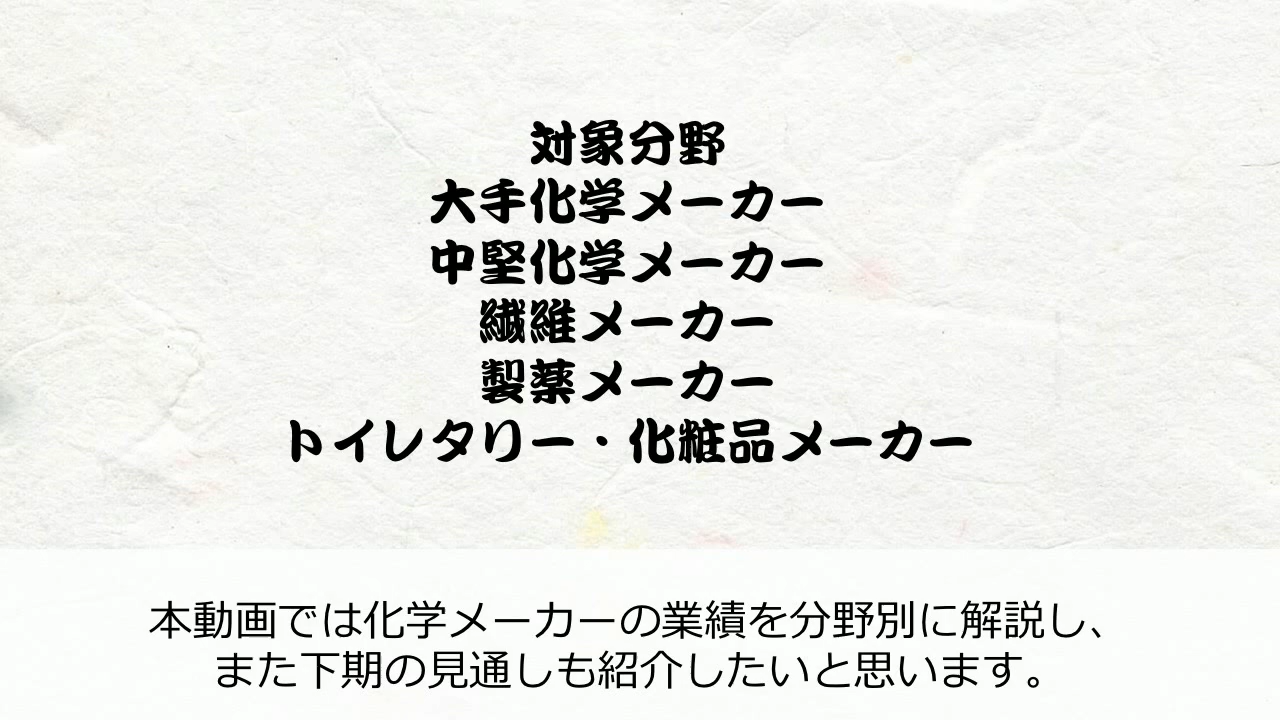 対象分野
大手化学メーカー
中堅化学メーカー
繊維メーカー
製薬メーカー
トイレタリー・化粧品メーカー
本動画では化学メーカーの業績を分野別に解説し、
また下期の見通しも紹介したいと思います。